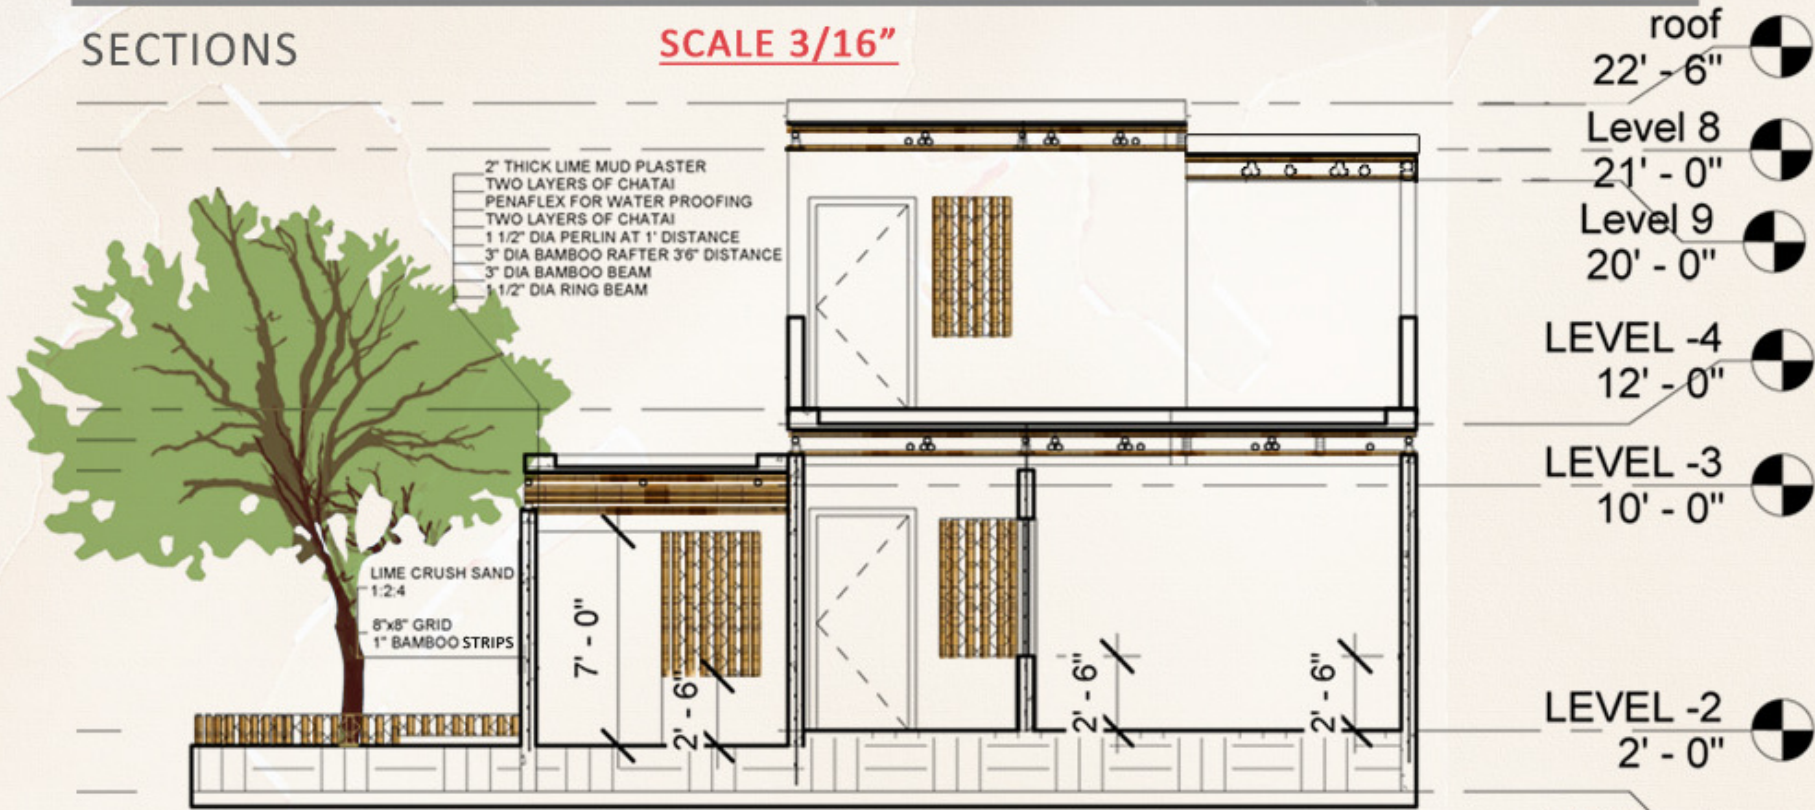 SECTIONS
SCALE 3/16”
roof
22' - 6"
Level 8
21' - 0"
Level 9
20' - 0"
LEVEL -4
12' - 0"
LEVEL -3
10' - 0"
LEVEL -2
2' - 0"
2" THICK LIME MUD PLASTER
TWO LAYERS OF CHATAI
PENAFLEX FOR WATER PROOFING
TWO LAYERS OF CHATAI
1 1/2" DIA PERLIN AT 1' DISTANCE
3" DIA BAMBOO RAFTER 3'6" DISTANCE
3" DIA BAMBOO BEAM
1 1/2" DIA RING BEAM
LIME CRUSH SAND
1:2:4
8"x8" GRID
1" BAMBOO STRIPS
7' - 0"
2' - 6"
2' - 6"
2' - 6"